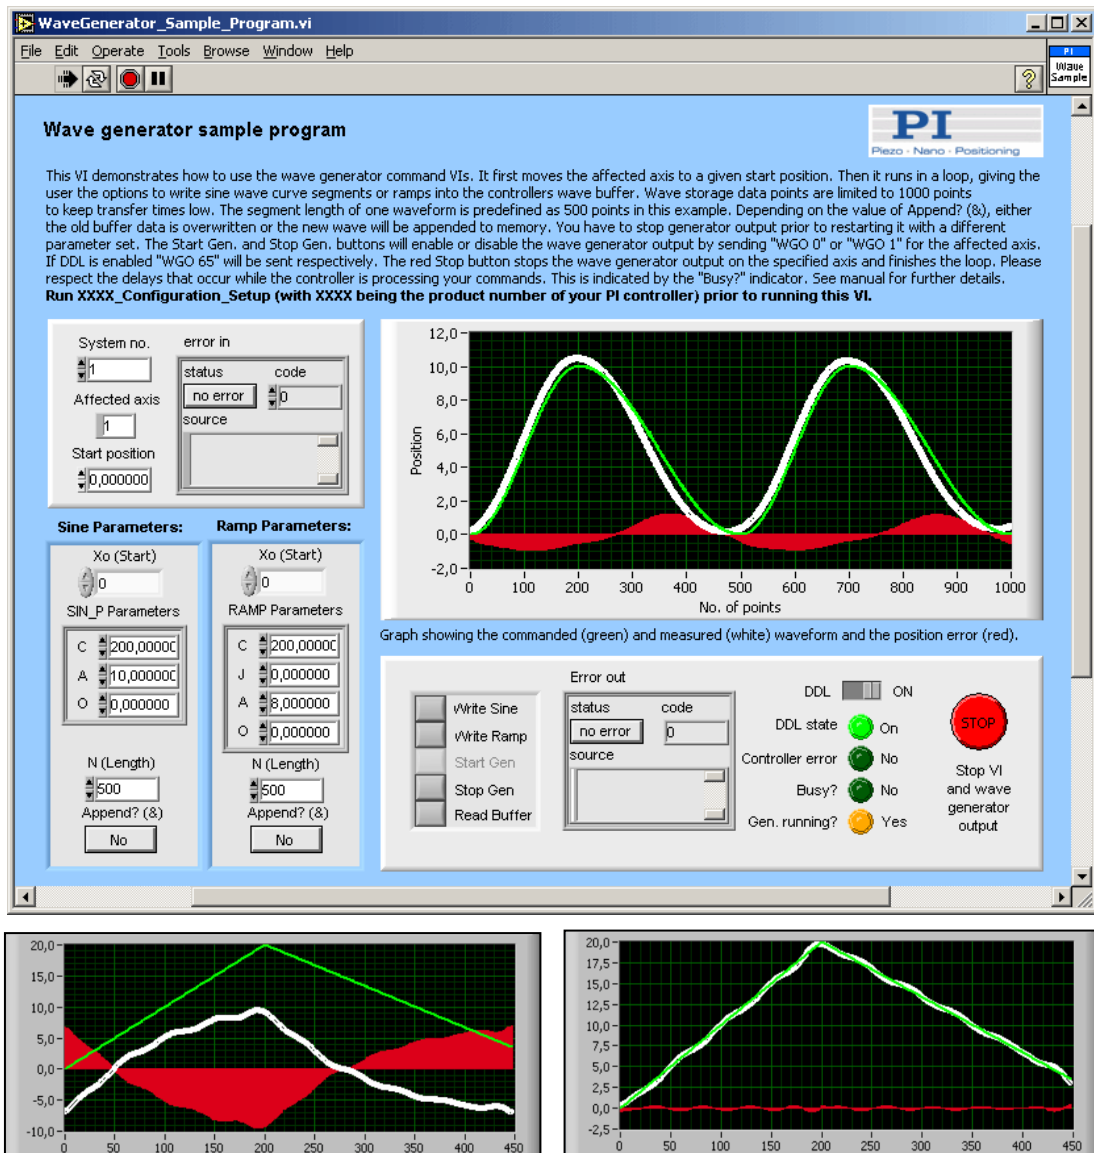 WaveGenerator_Sample_Program.vi
File Edit Operate Tools Browse Window Help
PI
Wave
Sample
Wave generator sample program
PI
Piezo · Nano · Positioning
This VI demonstrates how to use the wave generator command VIs. It first moves the affected axis to a given start position. Then it runs in a loop, giving the
user the options to write sine wave curve segments or ramps into the controllers wave buffer. Wave storage data points are limited to 1000 points
to keep transfer times low. The segment length of one waveform is predefined as 500 points in this example. Depending on the value of Append? (&), either
the old buffer data is overwritten or the new wave will be appended to memory. You have to stop generator output prior to restarting it with a different
parameter set. The Start Gen. and Stop Gen. buttons will enable or disable the wave generator output by sending "WGO 0" or "WGO 1" for the affected axis.
If DDL is enabled "WGO 65" will be sent respectively. The red Stop button stops the wave generator output on the specified axis and finishes the loop. Please
respect the delays that occur while the controller is processing your commands. This is indicated by the "Busy?" indicator. See manual for further details.
Run XXXX_Configuration_Setup (with XXXX being the product number of your PI controller) prior to running this VI.
System no.
1
Affected axis
1
Start position
0,000000
error in
status code
no error 0
source
12,0
10,0
8,0
6,0
4,0
2,0
0,0
-2,0
Position
0 100 200 300 400 500 600 700 800 900 1000
No. of points
Graph showing the commanded (green) and measured (white) waveform and the position error (red).
Sine Parameters:
Xo (Start)
0
SIN_P Parameters
C 200,00000
A 10,000000
O 0,000000
N (Length)
500
Append? (&)
No
Ramp Parameters:
Xo (Start)
0
RAMP Parameters
C 200,00000
J 0,000000
A 8,000000
O 0,000000
N (Length)
500
Append? (&)
No
Write Sine
Write Ramp
Start Gen
Stop Gen
Read Buffer
Error out
status code
no error 0
source
DDL ON
DDL state On
Controller error No
Busy? No
Gen. running? Yes
STOP
Stop VI
and wave
generator
output
20,0
15,0
10,0
5,0
0,0
-5,0
-10,0
0 50 100 150 200 250 300 350 400 450
20,0
17,5
15,0
12,5
10,0
7,5
5,0
2,5
0,0
-2,5
0 50 100 150 200 250 300 350 400 450